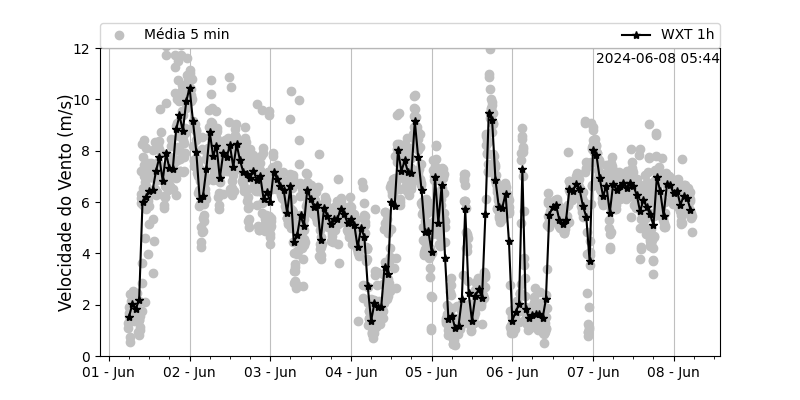 Média 5 min
WXT 1h
2024-06-08 05:44
Velocidade do Vento (m/s)
12
10
8
6
4
2
0
01 - Jun
02 - Jun
03 - Jun
04 - Jun
05 - Jun
06 - Jun
07 - Jun
08 - Jun